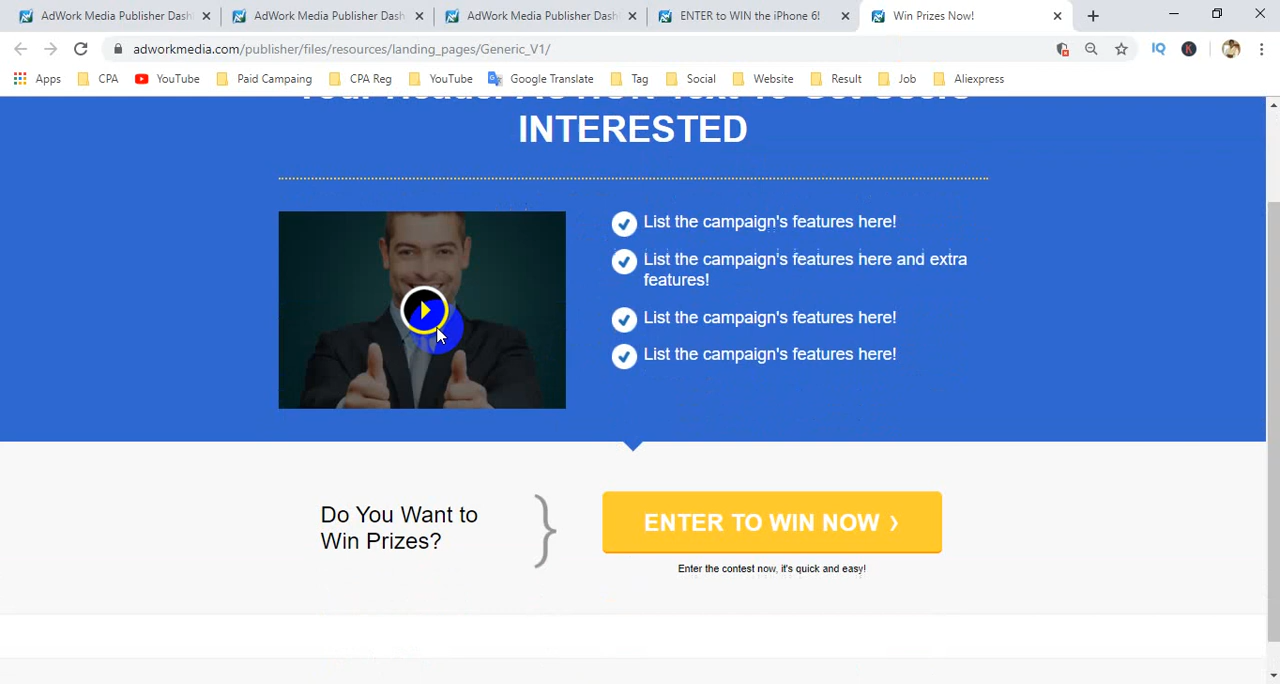 AdWork Media Publisher Dash
AdWork Media Publisher Dash
AdWork Media Publisher Dash
ENTER to WIN the iPhone 6!
Win Prizes Now!
adworkmedia.com/publisher/files/resources/landing_pages/Generic_V1/
IQ
K
Apps
CPA
YouTube
Paid Campaing
CPA Reg
YouTube
Google Translate
Tag
Social
Website
Result
Job
Aliexpress
INTERESTED
List the campaign's features here!
List the campaign's features here and extra
features!
List the campaign's features here!
List the campaign's features here!
Do You Want to
Win Prizes?
ENTER TO WIN NOW
Enter the contest now, it's quick and easy!